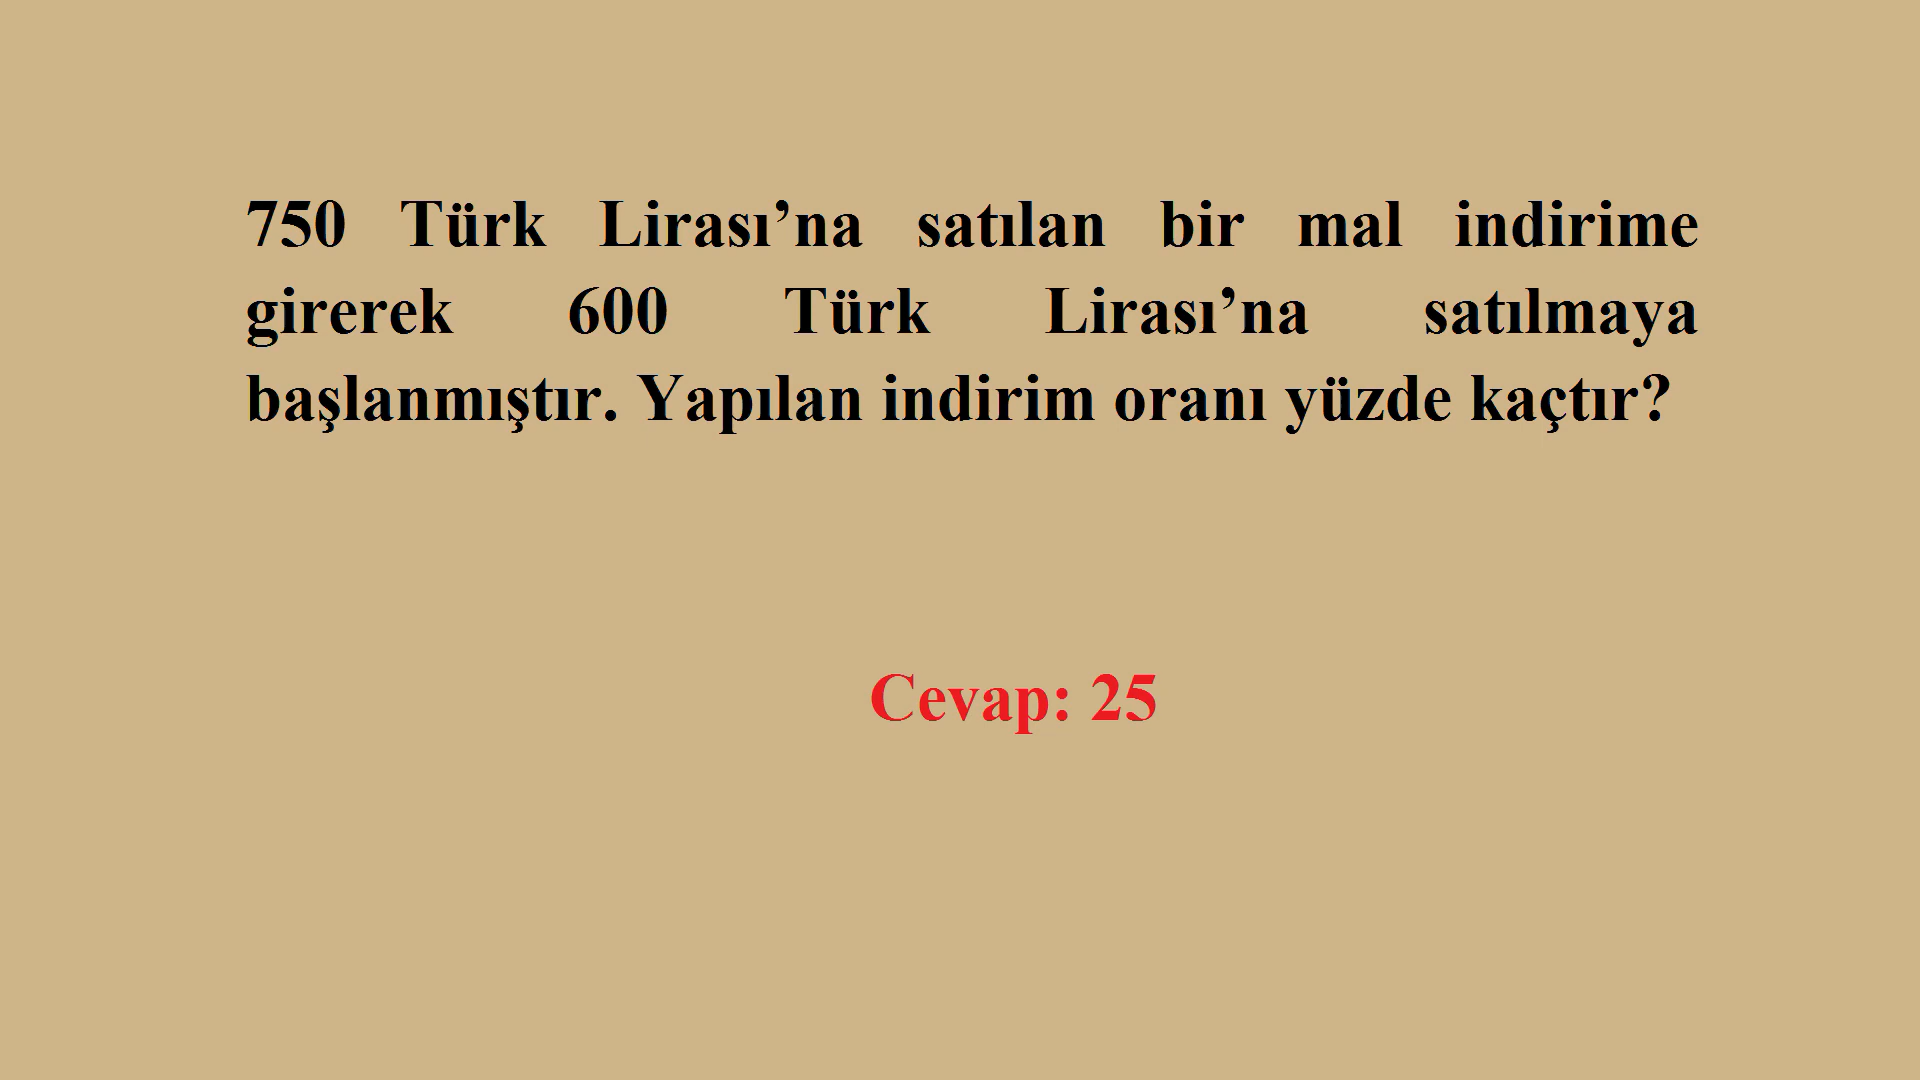 750 Türk Lirası’na satılan bir mal indirime
girerek 600 Türk Lirası’na satılmaya
başlanmıştır. Yapılan indirim oranı yüzde kaçtır?
Cevap: 25